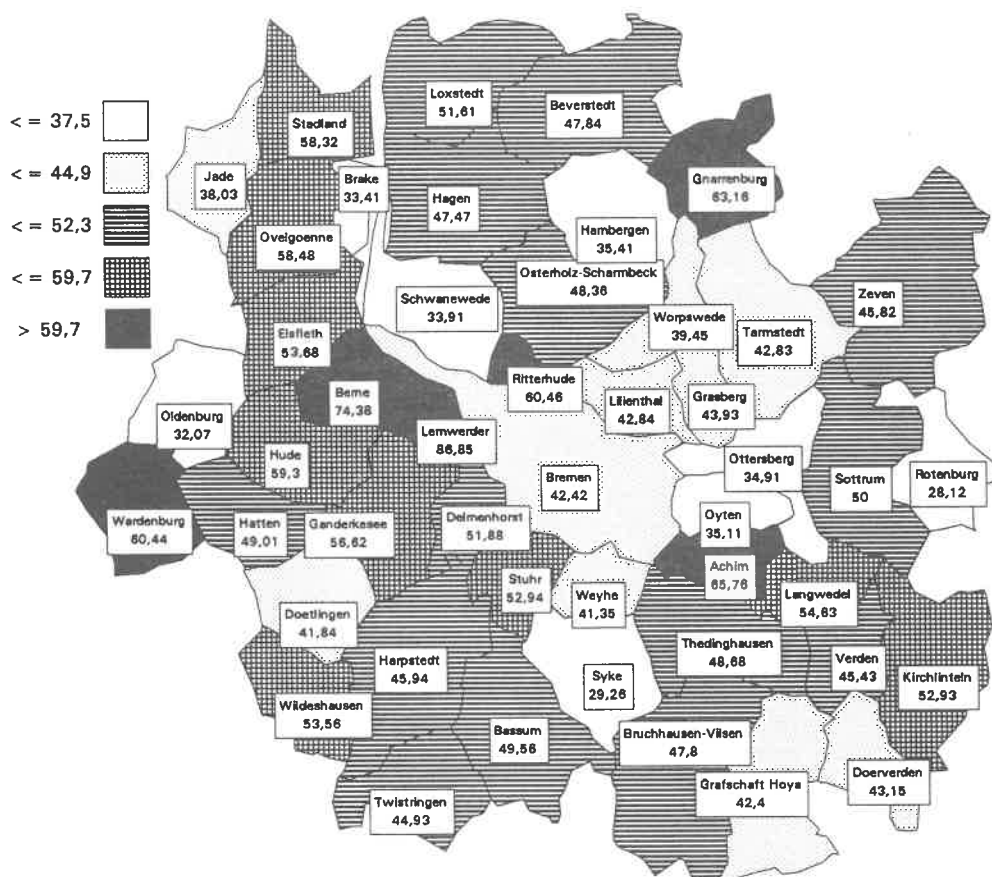 < = 37,5
< = 44,9
< = 52,3
< = 59,7
> 59,7
Loxstedt
51,61
Beverstedt
47,84
Stadland
58,32
Jade
38,03
Brake
33,41
Gnarrenburg
63,16
Hagen
47,47
Hambergen
35,41
Ovelgoenne
58,48
Osterholz-Scharmbeck
48,36
Schwanewede
33,91
Zeven
45,82
Worpswede
39,45
Tarmstedt
42,83
Elsfleth
53,68
Berne
74,38
Ritterhude
60,46
Lilienthal
42,84
Grasberg
43,93
Oldenburg
32,07
Lemwerder
86,85
Hude
59,3
Ottersberg
34,91
Bremen
42,42
Sottrum
50
Rotenburg
28,12
Oyten
35,11
Wardenburg
60,44
Hatten
49,01
Ganderkesee
56,62
Delmenhorst
51,88
Achim
65,76
Stuhr
52,94
Weyhe
41,35
Langwedel
54,63
Doetlingen
41,84
Thedinghausen
48,68
Harpstedt
45,94
Syke
29,26
Verden
45,43
Kirchlinteln
52,93
Wildeshausen
53,56
Bassum
49,56
Bruchhausen-Vilsen
47,8
Doerverden
43,15
Grafschaft Hoya
42,4
Twistringen
44,93